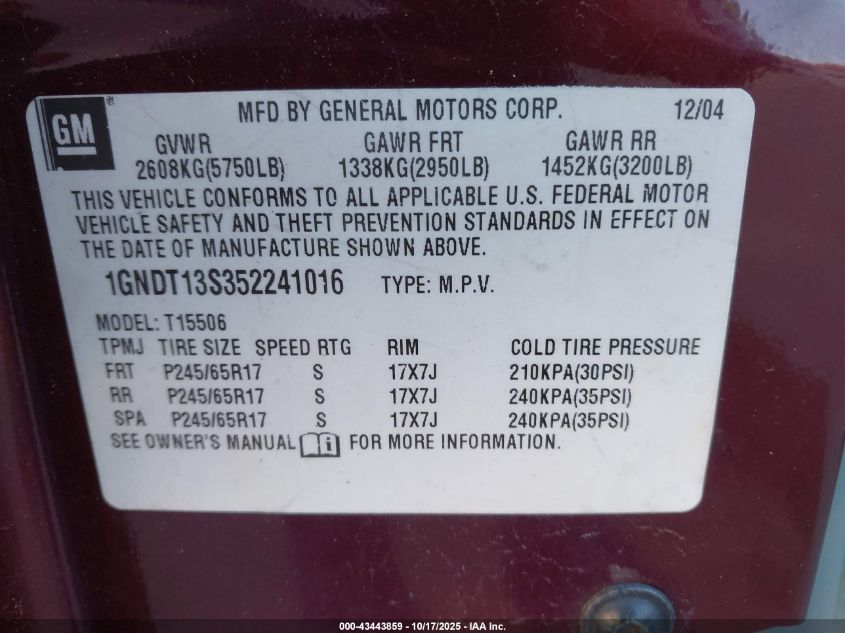 GM ®
MFD BY GENERAL MOTORS CORP. 12/04
GVWR GAWR FRT GAWR RR
2608KG(5750LB) 1338KG(2950LB) 1452KG(3200LB)
THIS VEHICLE CONFORMS TO ALL APPLICABLE U.S. FEDERAL MOTOR
VEHICLE SAFETY AND THEFT PREVENTION STANDARDS IN EFFECT ON
THE DATE OF MANUFACTURE SHOWN ABOVE.
1GNDT13S352241016 TYPE: M.P.V.
MODEL: T15506
TPMJ TIRE SIZE SPEED RTG RIM COLD TIRE PRESSURE
FRT P245/65R17 S 17X7J 210KPA(30PSI)
RR P245/65R17 S 17X7J 240KPA(35PSI)
SPA P245/65R17 S 17X7J 240KPA(35PSI)
SEE OWNER'S MANUAL i FOR MORE INFORMATION.
000-43443859 - 10/17/2025 - IAA Inc.